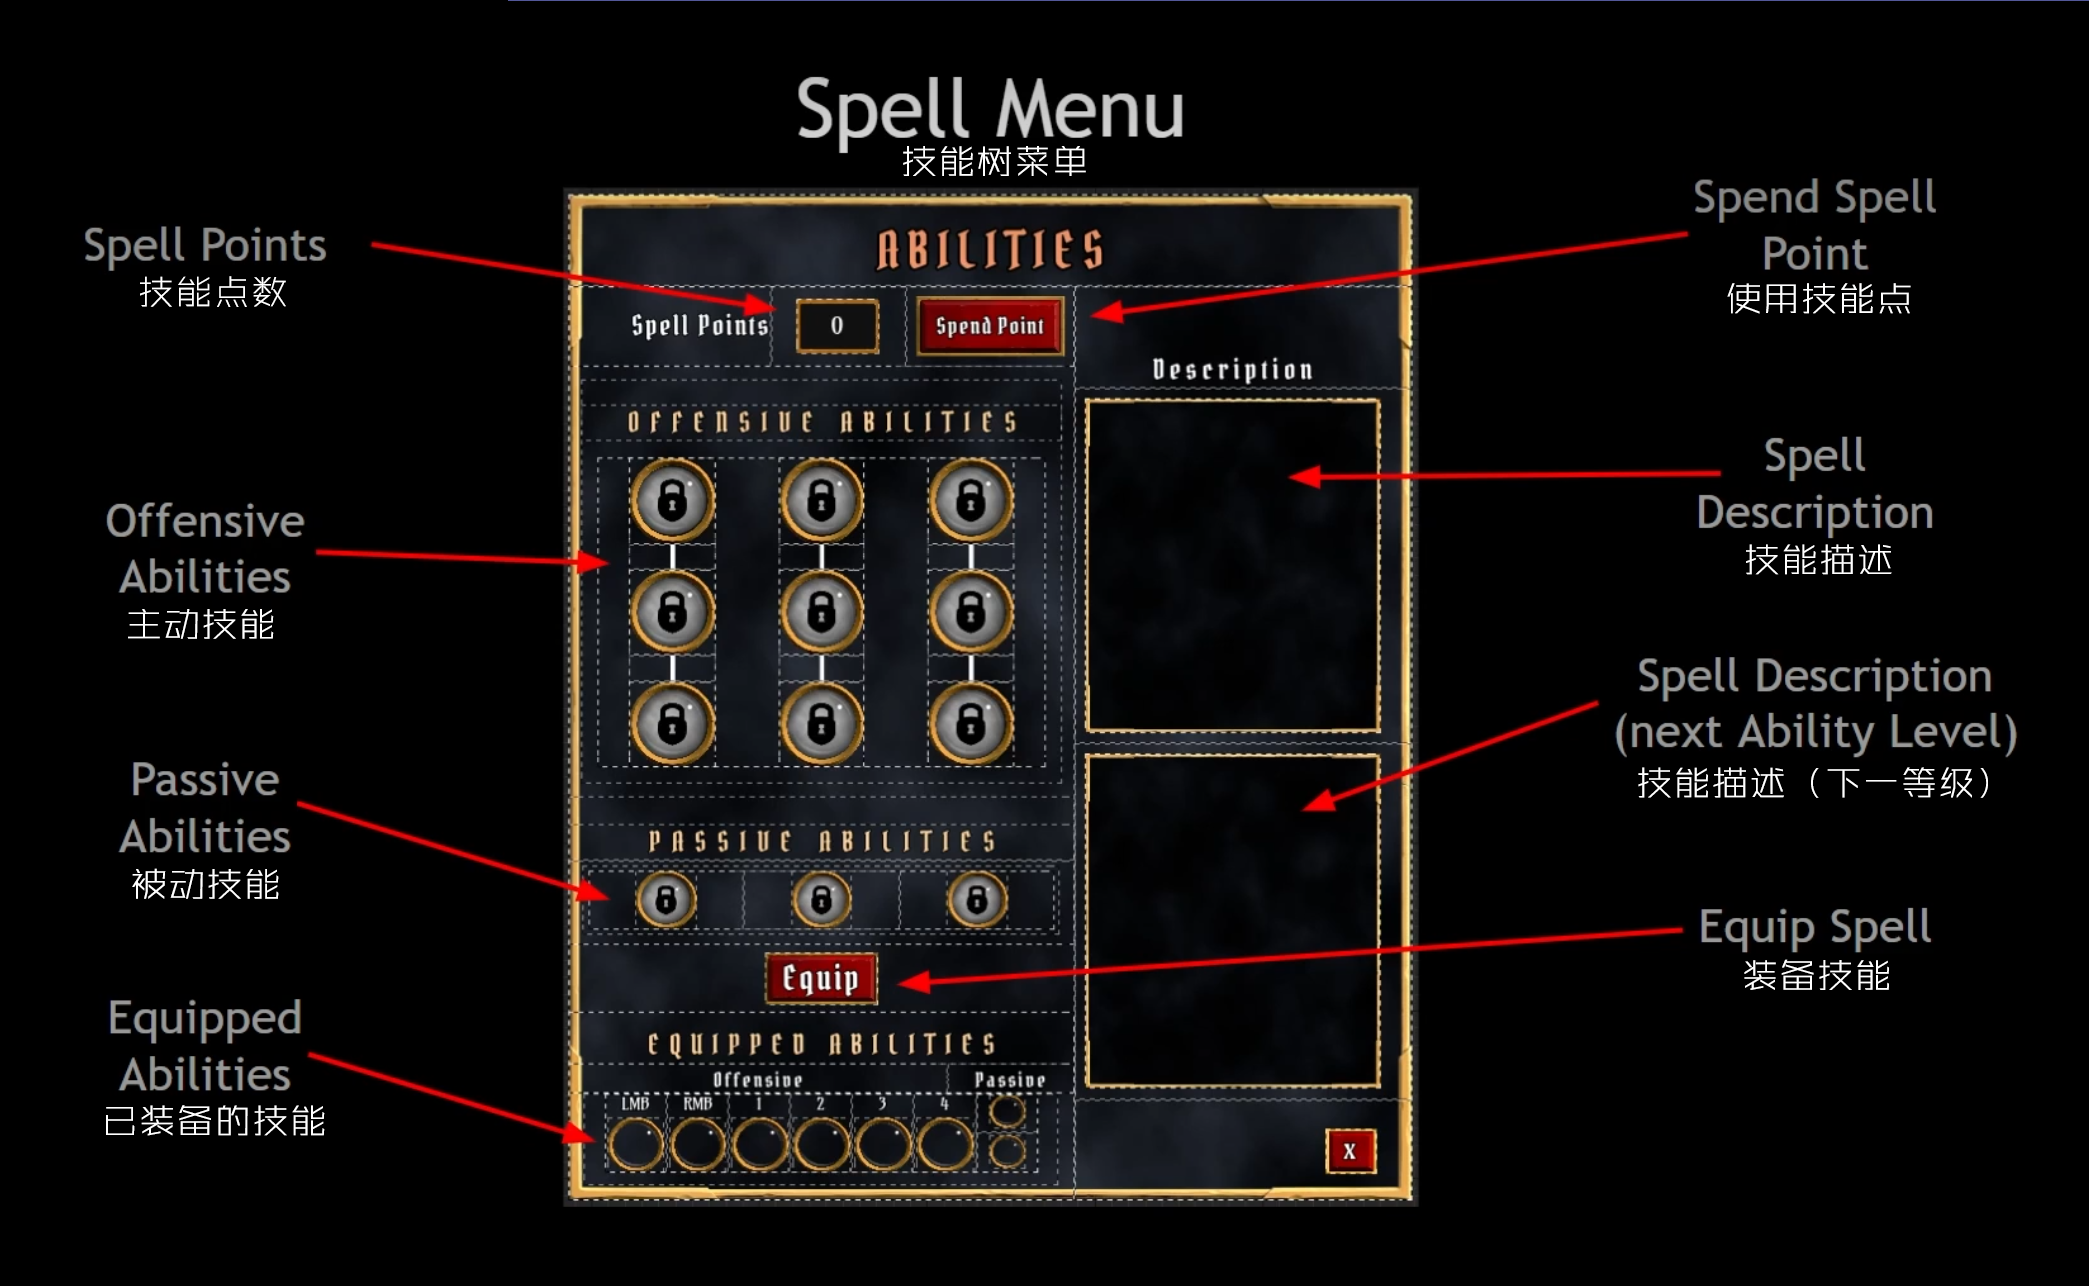 Spell Menu
技能树菜单
Spell Points
技能点数
Offensive
Abilities
主动技能
Passive
Abilities
被动技能
Equipped
Abilities
已装备的技能
ABILITIES
Spell Points
0
Spend Point
Description
OFFENSIVE ABILITIES
PASSIVE ABILITIES
Equip
EQUIPPED ABILITIES
Offensive
Passive
LMB
RMB
1
2
3
4
X
Spend Spell
Point
使用技能点
Spell
Description
技能描述
Spell Description
(next Ability Level)
技能描述（下一等级）
Equip Spell
装备技能